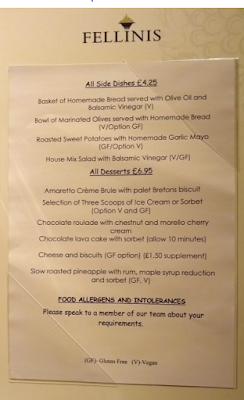 FELLINIS
All Side Dishes £4.25
Basket of Homemade Bread served with Olive Oil and
Balsamic Vinegar (V)
Bowl of Marinated Olives served with Homemade Bread
(V/Option GF)
Roasted Sweet Potatoes with Homemade Garlic Mayo
(GF/Option V)
House Mix Salad with Balsamic Vinegar (V/GF)
All Desserts £6.95
Amaretto Crème Brule with palet Bretons biscuit
Selection of Three Scoops of Ice Cream or Sorbet
(Option V and GF)
Chocolate roulade with chestnut and morello cherry
cream
Chocolate lava cake with sorbet (allow 10 minutes)
Cheese and biscuits (GF option) (£1.50 supplement)
Slow roasted pineapple with rum, maple syrup reduction
and sorbet (GF, V)
FOOD ALLERGENS AND INTOLERANCES
Please speak to a member of our team about your
requirements.
(GF)- Gluten Free (V)-Vegan